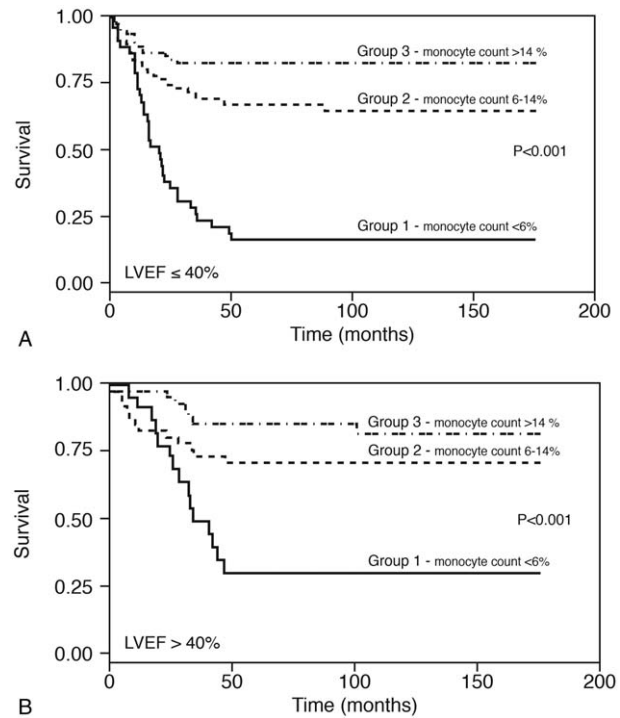 1.00
0.75
0.50
0.25
0.00
Survival
Group 3 - monocyte count >14 %
Group 2 - monocyte count 6-14%
P<0.001
Group 1 - monocyte count <6%
LVEF ≤ 40%
0 50 100 150 200
Time (months)
A
1.00
0.75
0.50
0.25
0.00
Survival
Group 3 - monocyte count >14 %
Group 2 - monocyte count 6-14%
P<0.001
Group 1 - monocyte count <6%
LVEF > 40%
0 50 100 150 200
Time (months)
B